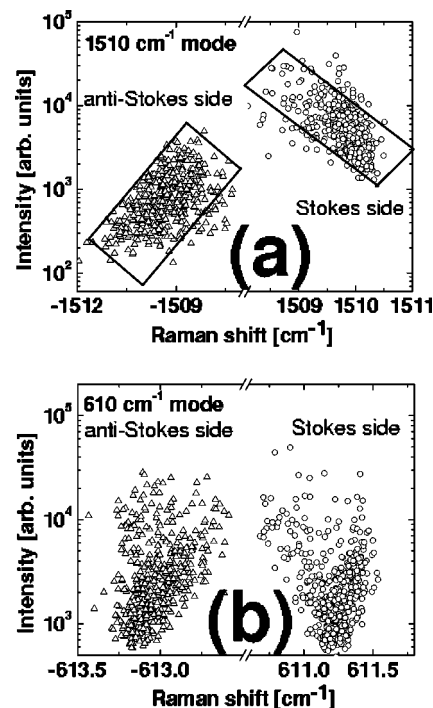 10⁵
1510 cm⁻¹ mode
anti-Stokes side
10⁴
10³
Stokes side
10²
(a)
Intensity [arb. units]
-1512 -1509 1509 1510 1511
Raman shift [cm⁻¹]
610 cm⁻¹ mode
anti-Stokes side
Stokes side
10⁵
10⁴
10³
(b)
Intensity [arb. units]
-613.5 -613.0 611.0 611.5
Raman shift [cm⁻¹]